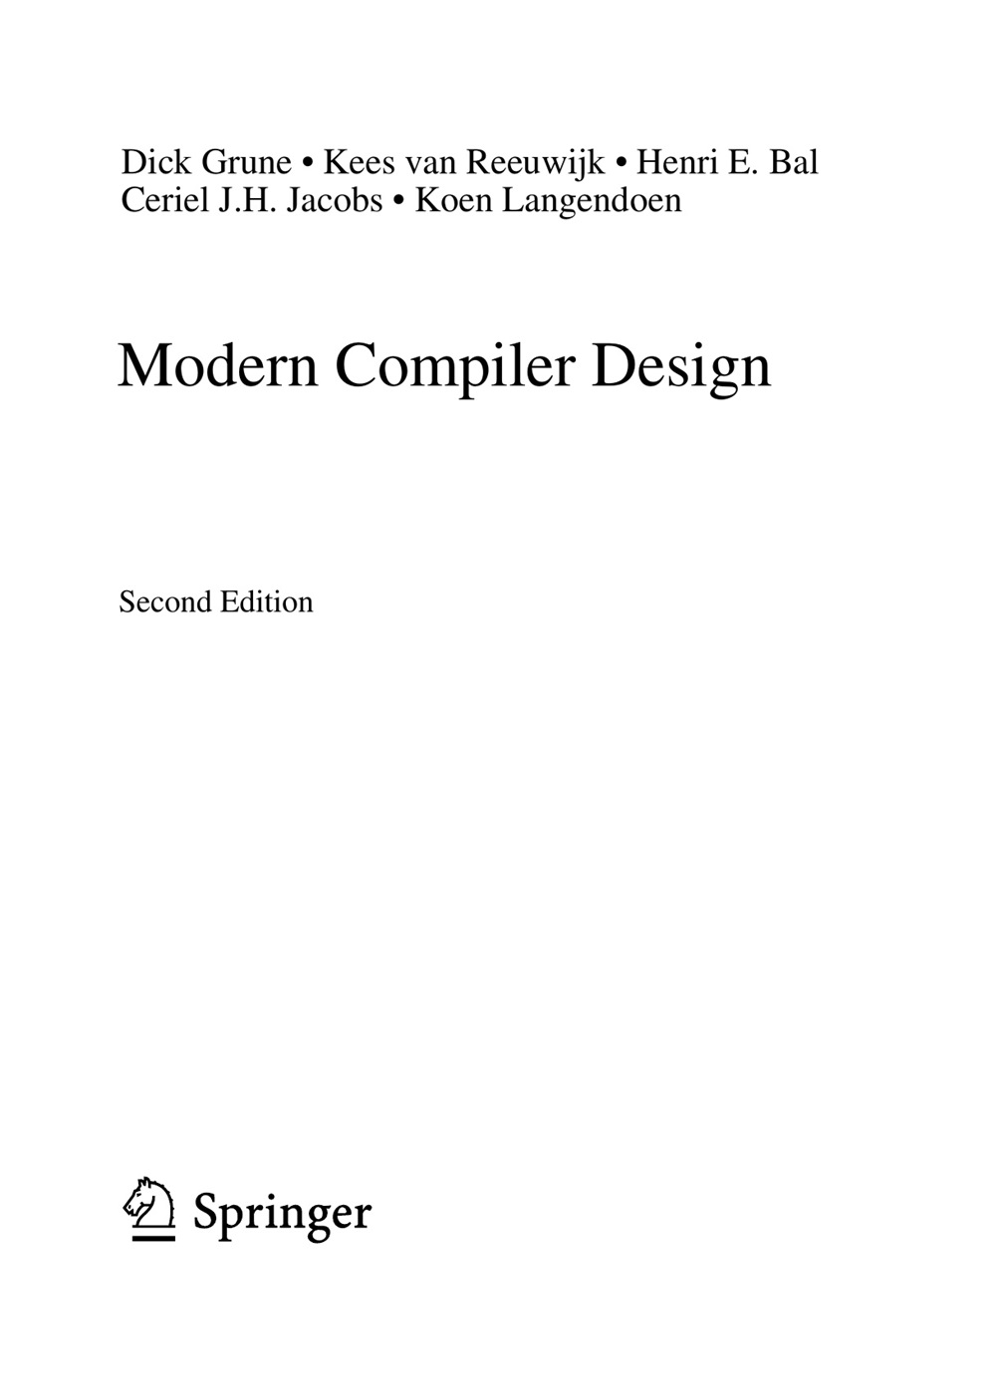 Dick Grune • Kees van Reeuwijk • Henri E. Bal
Ceriel J.H. Jacobs • Koen Langendoen
Modern Compiler Design
Second Edition
Springer